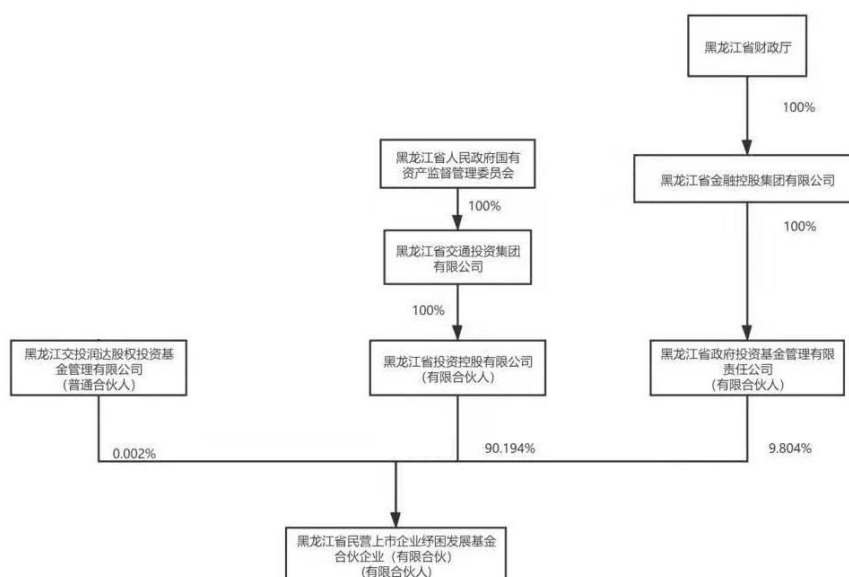 黑龙江省财政厅
100%
黑龙江省人民政府国有
资产监督管理委员会
黑龙江省金融控股集团有限公司
100%
100%
黑龙江省交通投资集团
有限公司
100%
黑龙江交投润达股权投资基
金管理有限公司
（普通合伙人）
黑龙江省投资控股有限公司
（有限合伙人）
黑龙江省政府投资基金管理有限
责任公司
（有限合伙人）
0.002%
90.194%
9.804%
黑龙江省民营上市企业纾困发展基金
合伙企业（有限合伙）
（有限合伙人）